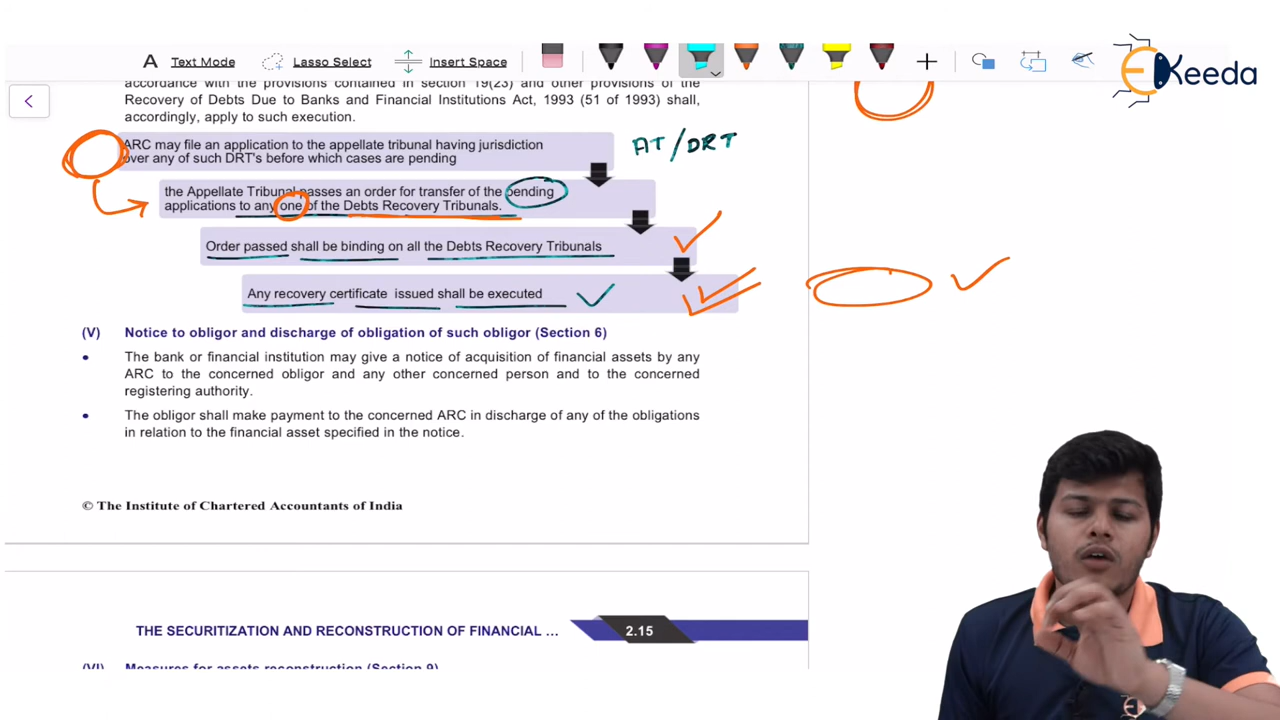 Text Mode
Lasso Select
Insert Space
Keeda
accordance with the provisions contained in section 19(23) and other provisions of the
Recovery of Debts Due to Banks and Financial Institutions Act, 1993 (51 of 1993) shall,
accordingly, apply to such execution.
ARC may file an application to the appellate tribunal having jurisdiction
over any of such DRT's before which cases are pending
AT/DRT
the Appellate Tribunal passes an order for transfer of the pending
applications to any one of the Debts Recovery Tribunals.
Order passed shall be binding on all the Debts Recovery Tribunals
Any recovery certificate issued shall be executed
(V) Notice to obligor and discharge of obligation of such obligor (Section 6)
• The bank or financial institution may give a notice of acquisition of financial assets by any
ARC to the concerned obligor and any other concerned person and to the concerned
registering authority.
• The obligor shall make payment to the concerned ARC in discharge of any of the obligations
in relation to the financial asset specified in the notice.
© The Institute of Chartered Accountants of India
THE SECURITIZATION AND RECONSTRUCTION OF FINANCIAL ... 2.15
(VI) Measures for assets reconstruction (Section 9)